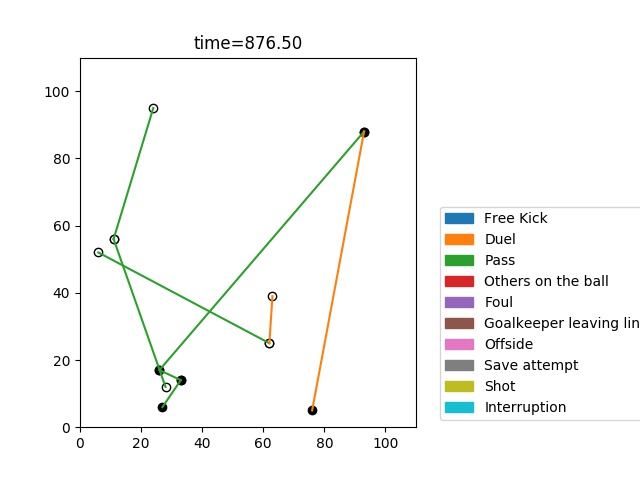 time=876.50
100
80
60
40
20
0
0 20 40 60 80 100
Free Kick
Duel
Pass
Others on the ball
Foul
Goalkeeper leaving lin
Offside
Save attempt
Shot
Interruption